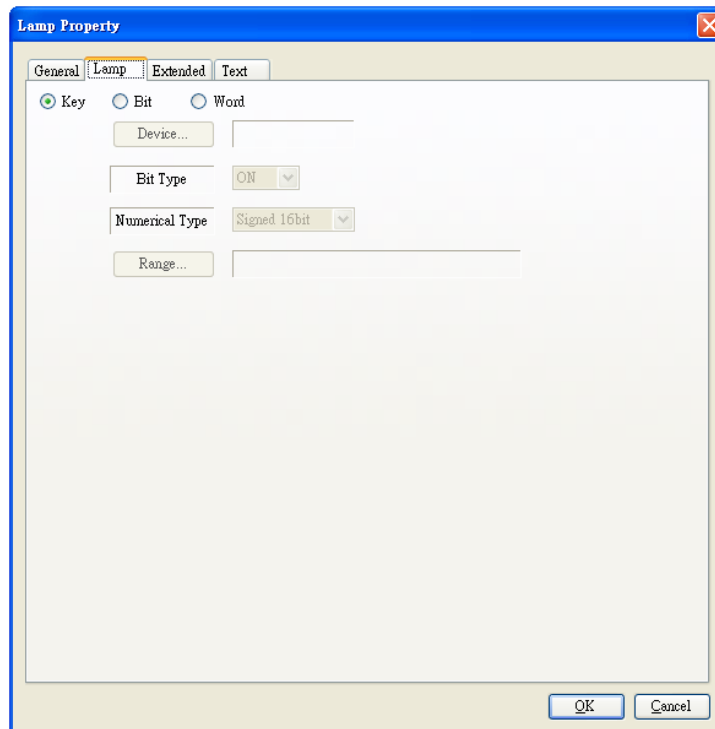 Lamp Property
General Lamp Extended Text
Key Bit Word
Device...
Bit Type ON
Numerical Type Signed 16bit
Range...
OK Cancel